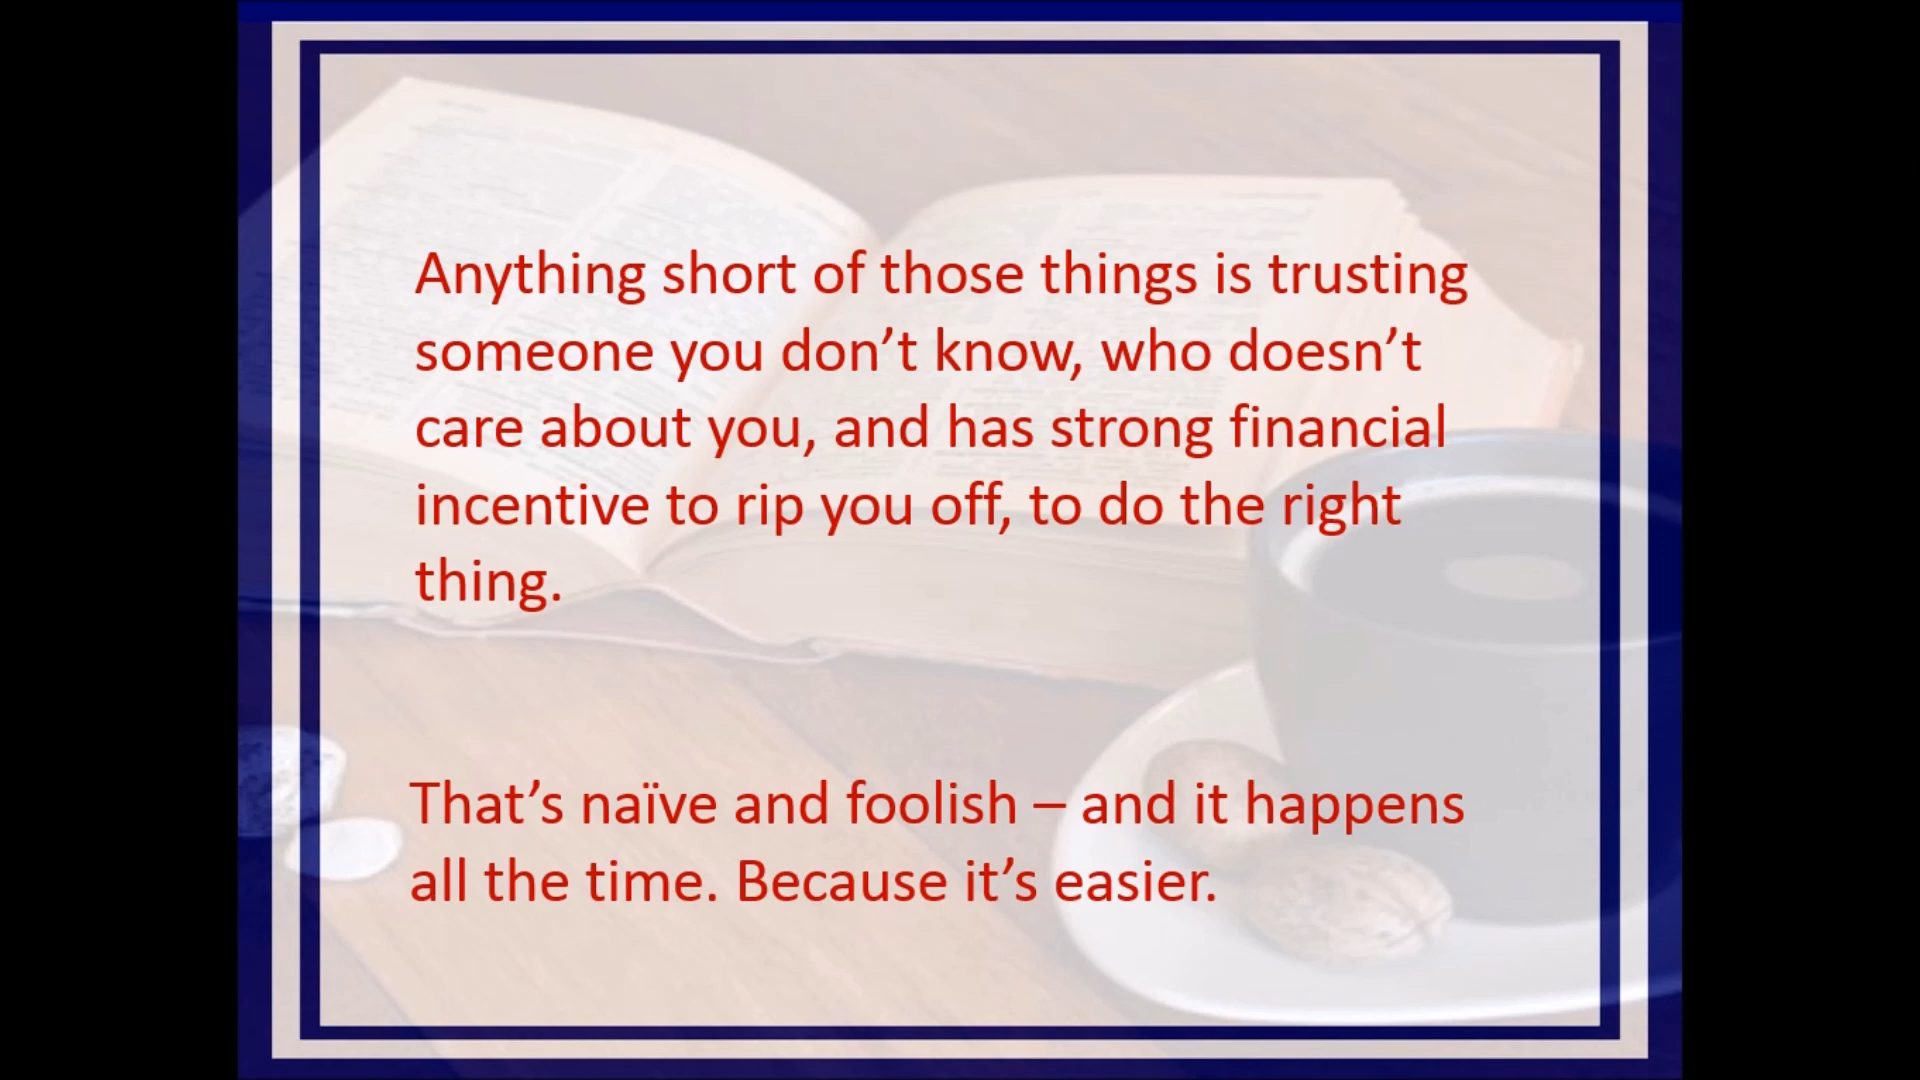 Anything short of those things is trusting
someone you don’t know, who doesn’t
care about you, and has strong financial
incentive to rip you off, to do the right
thing.
That’s naïve and foolish – and it happens
all the time. Because it’s easier.